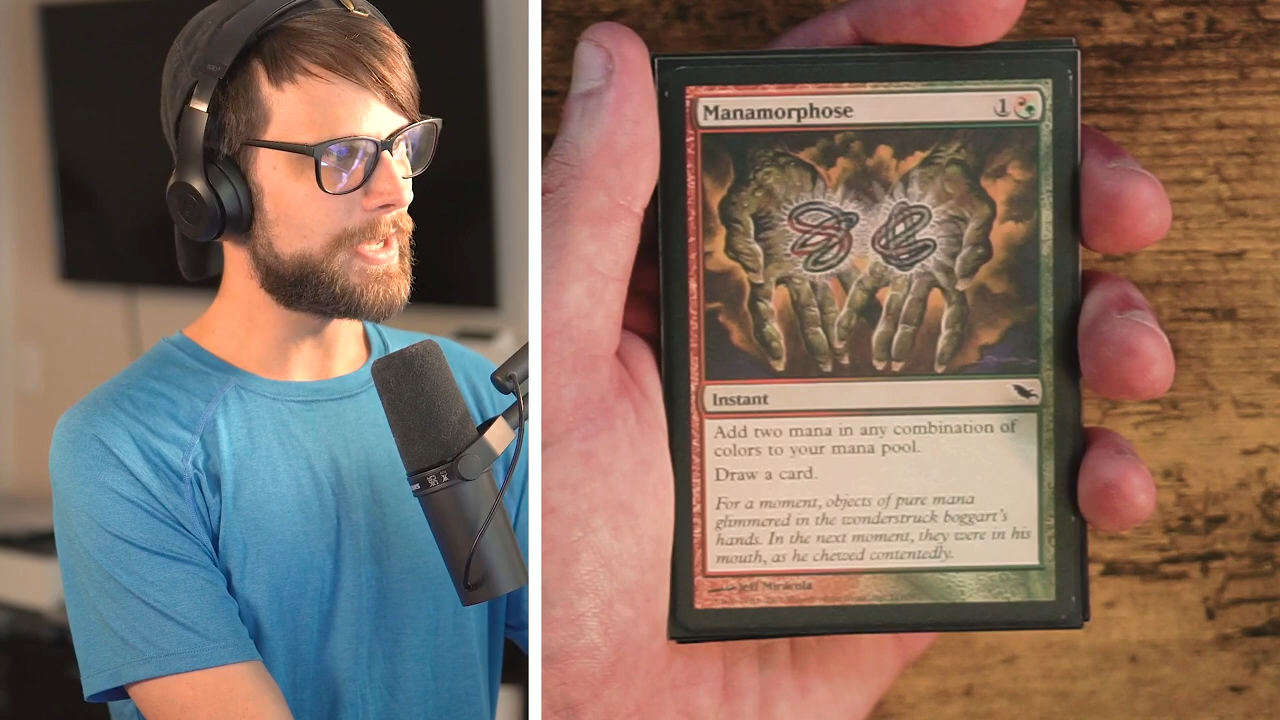 Manamorphose 1
Instant
Add two mana in any combination of
colors to your mana pool.
Draw a card.
For a moment, objects of pure mana
glimmered in the wonderstruck boggart's
hands. In the next moment, they were in his
mouth, as he chewed contentedly.
Jeff Miracola